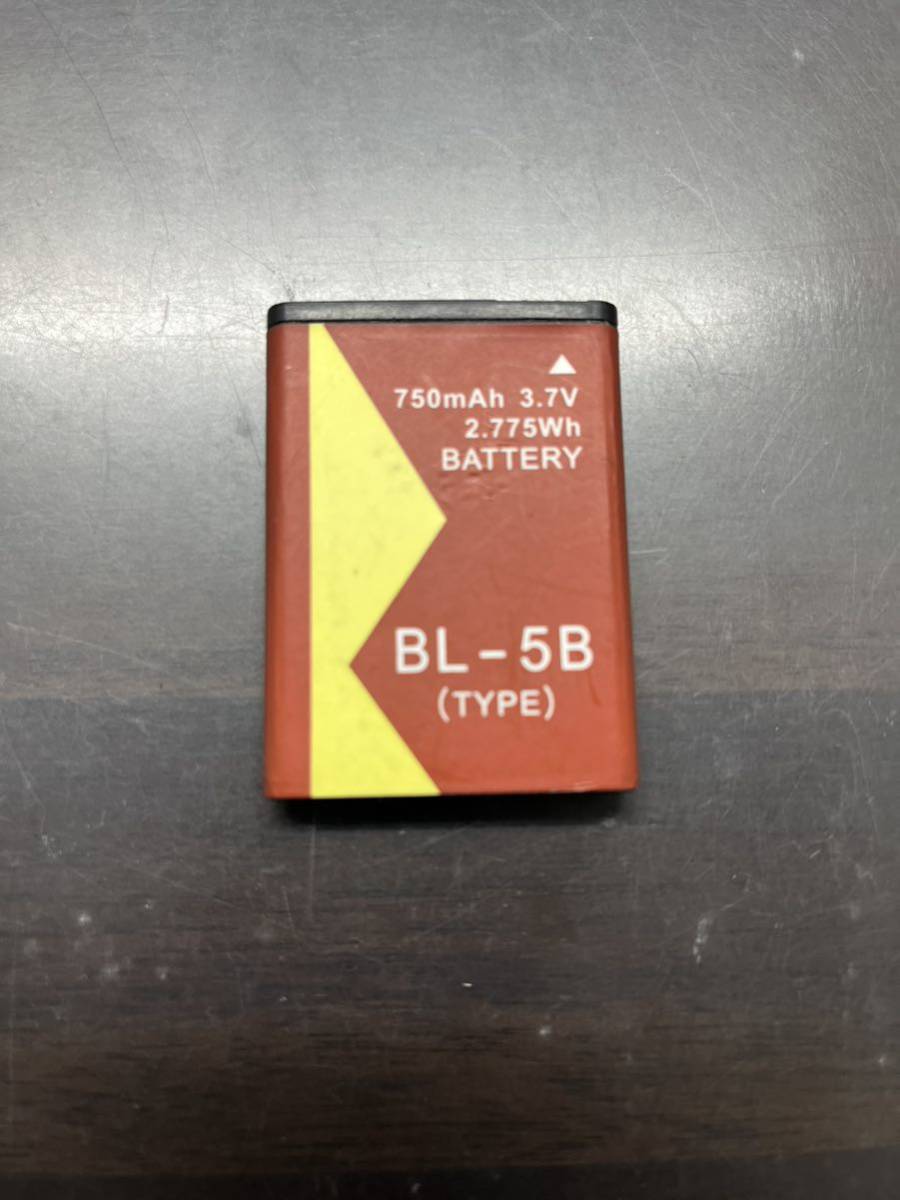 750mAh 3.7V
2.775Wh
BATTERY
BL-5B
(TYPE)